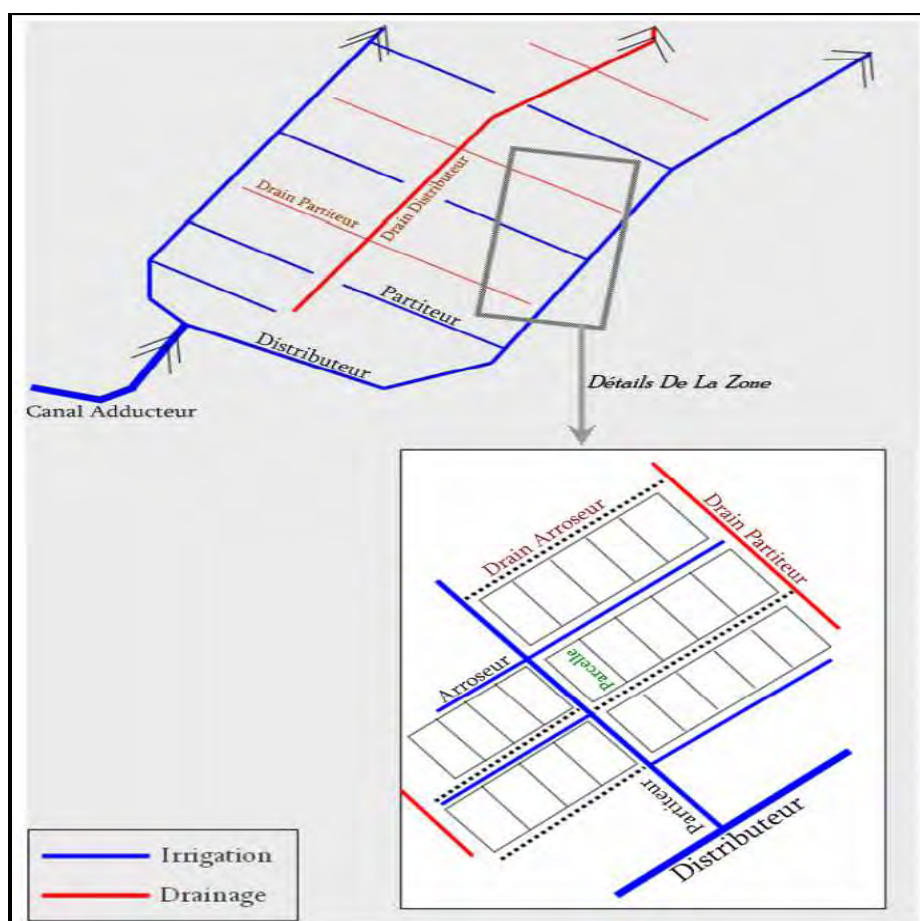 Drain Partiteur
Drain Distributeur
Partiteur
Distributeur
Canal Adducteur
Détails De La Zone
Drain Arroseur
Drain Partiteur
Arroseur
Parcelle
Partiteur
Distributeur
Irrigation
Drainage